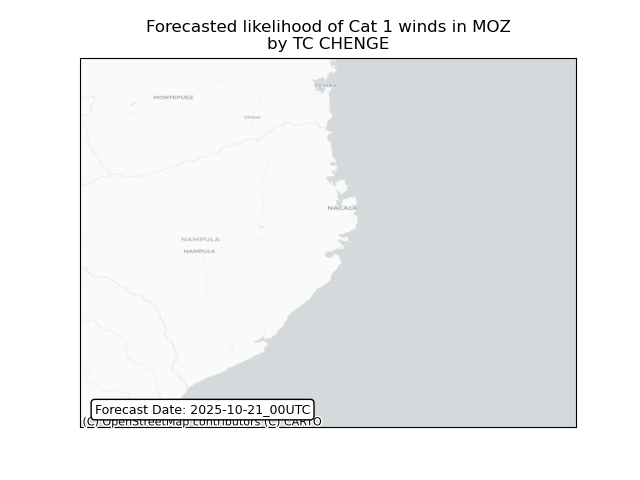 Forecasted likelihood of Cat 1 winds in MOZ
by TC CHENGE
PEMBA
MONTEPUEZ
Chiúre
NACALA
NAMPULA
NAMPULA
Forecast Date: 2025-10-21_00UTC
(C) OpenStreetMap contributors (C) CARTO